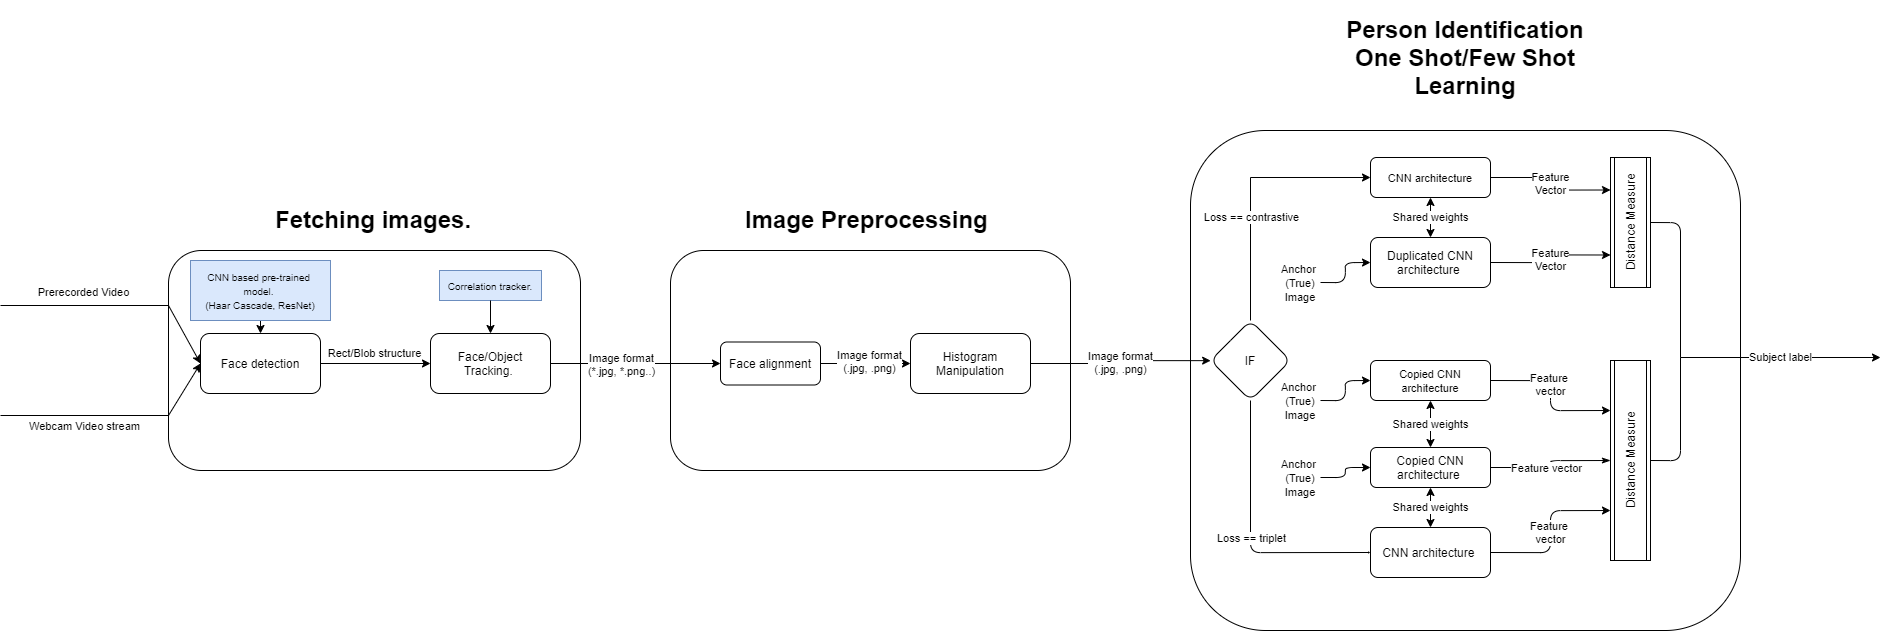 Person Identification
One Shot/Few Shot
Learning
Fetching images.
Image Preprocessing
Prerecorded Video
Webcam Video stream
CNN based pre-trained
model.
(Haar Cascade, ResNet)
Face detection
Rect/Blob structure
Correlation tracker.
Face/Object
Tracking.
Image format
(*.jpg, *.png..)
Face alignment
Image format
(.jpg, .png)
Histogram
Manipulation
Image format
(.jpg, .png)
IF
Loss == contrastive
CNN architecture
Feature
Vector
Shared weights
Anchor
(True)
Image
Duplicated CNN
architecture
Feature
Vector
Distance Measure
Anchor
(True)
Image
Copied CNN
architecture
Feature
vector
Shared weights
Anchor
(True)
Image
Copied CNN
architecture
Feature vector
Shared weights
Loss == triplet
CNN architecture
Feature
vector
Distance Measure
Subject label